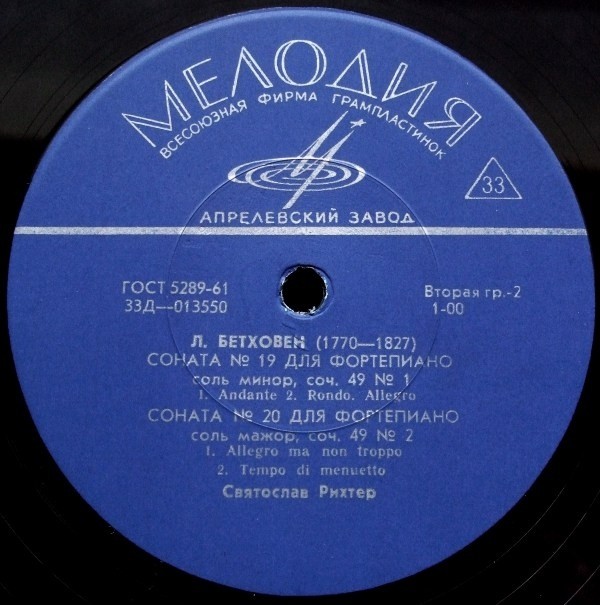 МЕЛОДИЯ
ВСЕСОЮЗНАЯ ФИРМА ГРАМПЛАСТИНОК
33
АПРЕЛЕВСКИЙ ЗАВОД
ГОСТ 5289-61
33Д—013550
Вторая гр.-2
1-00
Л. БЕТХОВЕН (1770—1827)
СОНАТА № 19 ДЛЯ ФОРТЕПИАНО
соль минор, соч. 49 № 1
1. Andante 2. Rondo. Allegro
СОНАТА № 20 ДЛЯ ФОРТЕПИАНО
соль мажор, соч. 49 № 2
1. Allegro ma non troppo
2. Tempo di menuetto
Святослав Рихтер